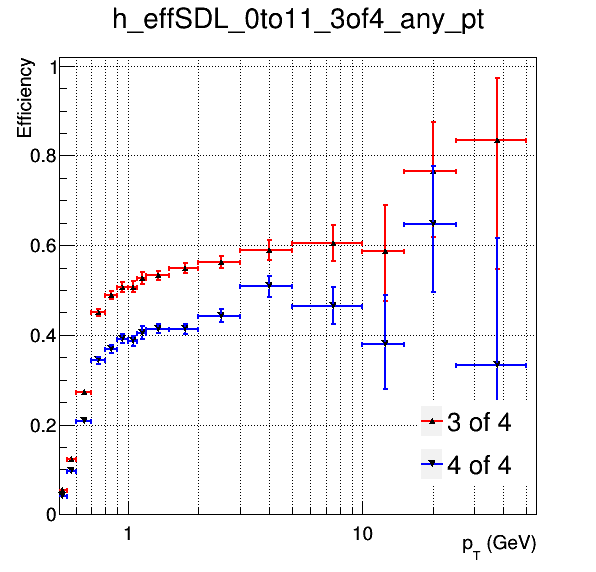 h_effSDL_0to11_3of4_any_pt
Efficiency
1
0.8
0.6
0.4
0.2
0
1
10
p_T (GeV)
3 of 4
4 of 4